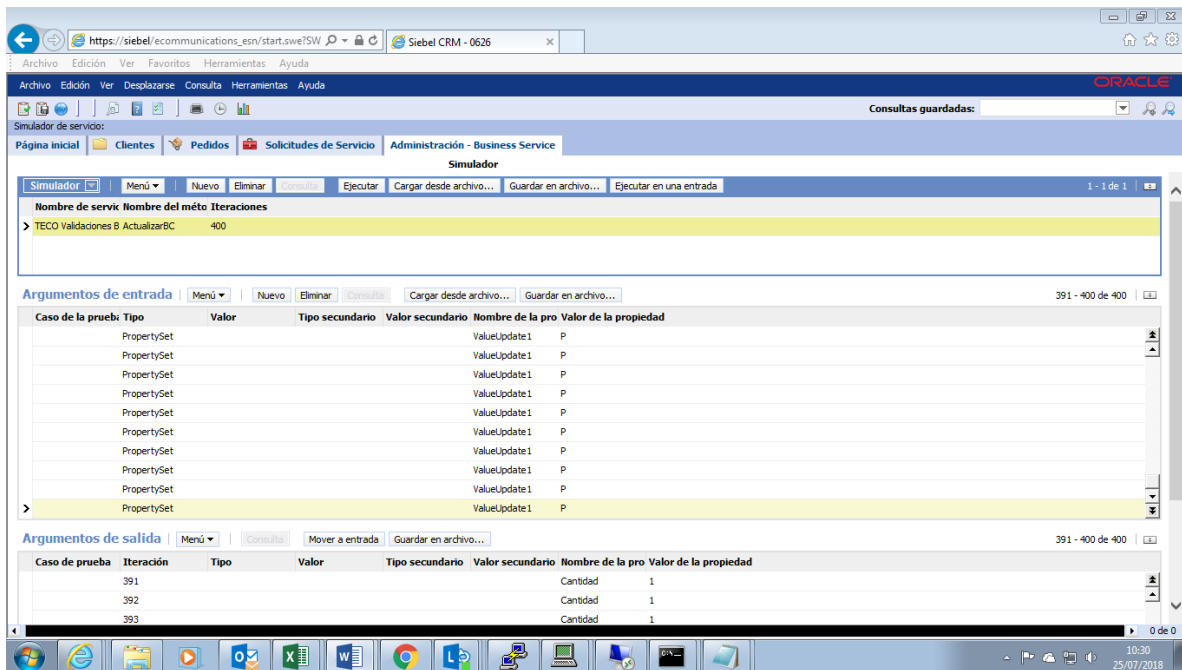 https://siebel/ecommunications_esn/start.swe?SW
Siebel CRM - 0626
Archivo Edición Ver Favoritos Herramientas Ayuda
Archivo Edición Ver Desplazarse Consulta Herramientas Ayuda
ORACLE
Consultas guardadas:
Simulador de servicio:
Página inicial Clientes Pedidos Solicitudes de Servicio Administración - Business Service
Simulador
Simulador Menú Nuevo Eliminar Consulta Ejecutar Cargar desde archivo... Guardar en archivo... Ejecutar en una entrada 1 - 1 de 1
Nombre de servic Nombre del méto Iteraciones
TECO Validaciones B ActualizarBC 400
Argumentos de entrada Menú Nuevo Eliminar Consulta Cargar desde archivo... Guardar en archivo... 391 - 400 de 400
Caso de la prueba Tipo Valor Tipo secundario Valor secundario Nombre de la pro Valor de la propiedad
PropertySet ValueUpdate1 P
PropertySet ValueUpdate1 P
PropertySet ValueUpdate1 P
PropertySet ValueUpdate1 P
PropertySet ValueUpdate1 P
PropertySet ValueUpdate1 P
PropertySet ValueUpdate1 P
PropertySet ValueUpdate1 P
PropertySet ValueUpdate1 P
PropertySet ValueUpdate1 P
Argumentos de salida Menú Consulta Mover a entrada Guardar en archivo... 391 - 400 de 400
Caso de prueba Iteración Tipo Valor Tipo secundario Valor secundario Nombre de la pro Valor de la propiedad
391 Cantidad 1
392 Cantidad 1
393 Cantidad 1
0 de 0
10:30
25/07/2018